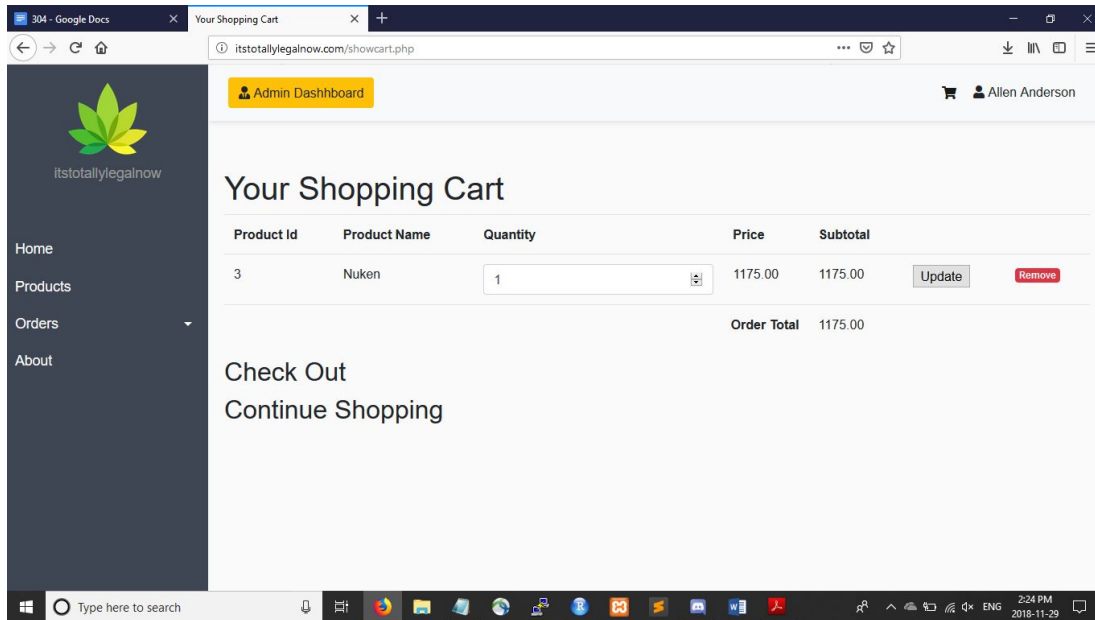 304 - Google Docs
Your Shopping Cart
itstotallylegalnow.com/showcart.php
Admin Dashhboard
Allen Anderson
itstotallylegalnow
Home
Products
Orders
About
Your Shopping Cart
Product Id Product Name Quantity Price Subtotal
3 Nuken 1 1175.00 1175.00 Update Remove
Order Total 1175.00
Check Out
Continue Shopping
Type here to search
ENG
2:24 PM
2018-11-29